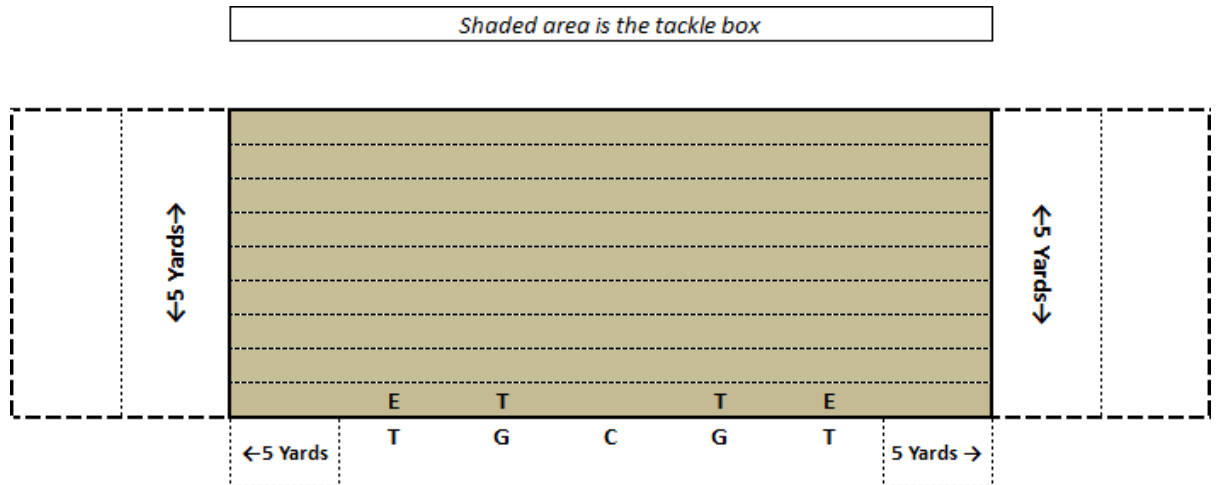 Shaded area is the tackle box
←5 Yards→
←5 Yards→
E T T E
T G C G T
←5 Yards
5 Yards →